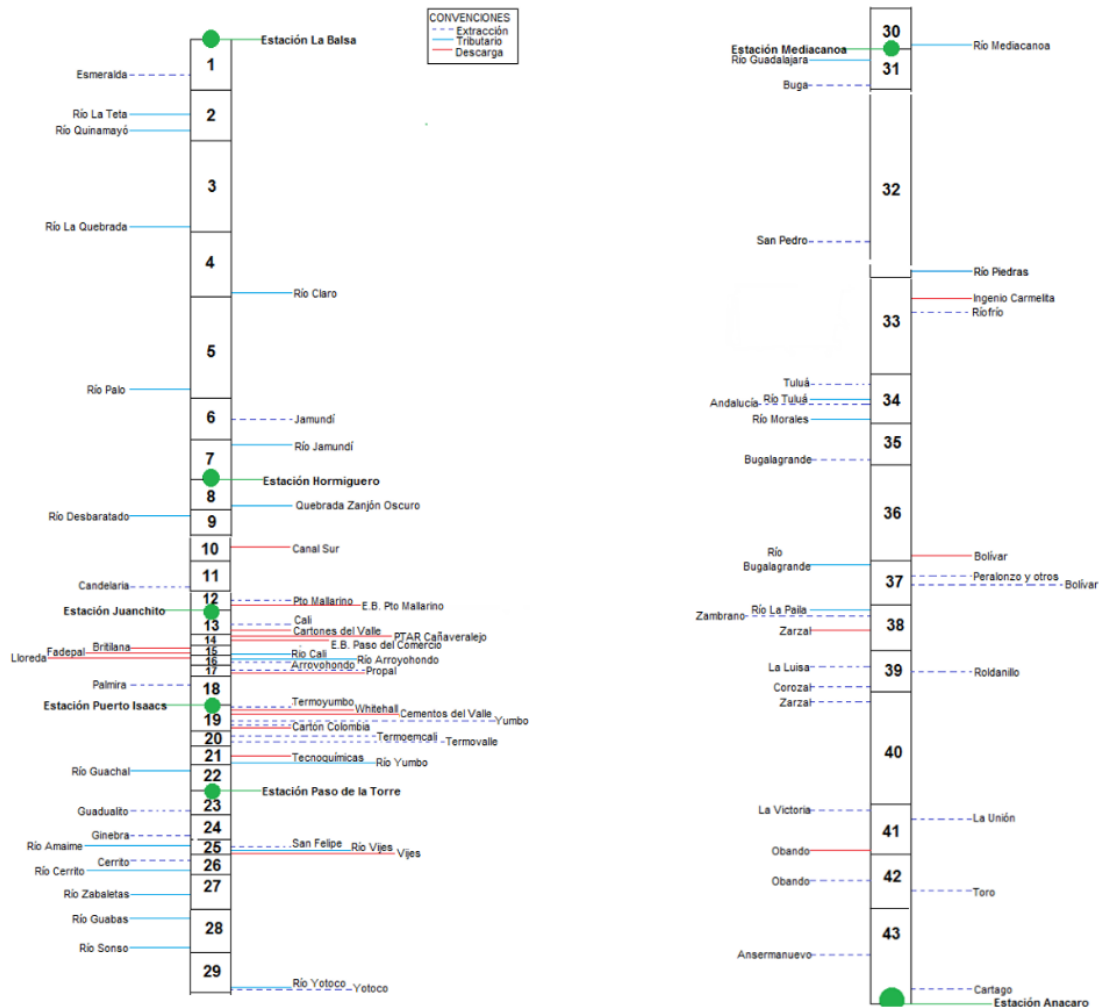 CONVENCIONES
Extracción
Tributario
Descarga
Estación La Balsa
1
Esmeralda
Río La Teta
2
Río Quinamayó
3
Río La Quebrada
4
Río Claro
5
Río Palo
6
Jamundí
Río Jamundí
7
Estación Hormiguero
8
Quebrada Zanjón Oscuro
Río Desbaratado
9
10
Canal Sur
11
Candelaria
12
Pto Mallarino
E.B. Pto Mallarino
Estación Juanchito
13
Cali
Cartones del Valle
14
PTAR Cañaveralejo
E.B. Paso del Comercio
Britilana
Fadepal
15
Río Cali
Lloreda
16
Río Arroyohondo
Arroyohondo
17
Propal
Palmira
18
Estación Puerto Isaacs
Termoyumbo
Whitehall
Cementos del Valle
19
Yumbo
Cartón Colombia
20
Termoemcali
Termovalle
21
Tecnoquímicas
Río Yumbo
Río Guachal
22
Estación Paso de la Torre
23
Guadualito
24
Ginebra
Río Amaime
25
San Felipe
Río Vijes
Vijes
Cerrito
26
Río Cerrito
27
Río Zabaletas
Río Guabas
28
Río Sonso
29
Río Yotoco
Yotoco
30
Río Mediacanoa
Estación Mediacanoa
Río Guadalajara
31
Buga
32
San Pedro
Río Piedras
Ingenio Carmelita
Ríofrío
33
Tuluá
Río Tuluá
34
Andalucía
Río Morales
35
Bugalagrande
36
Bolívar
Río
Bugalagrande
37
Peralonzo y otros
Bolívar
Río La Paila
Zambrano
38
Zarzal
La Luisa
39
Roldanillo
Corozal
Zarzal
40
La Victoria
41
La Unión
Obando
42
Obando
Toro
43
Ansermanuevo
Cartago
Estación Anacaro